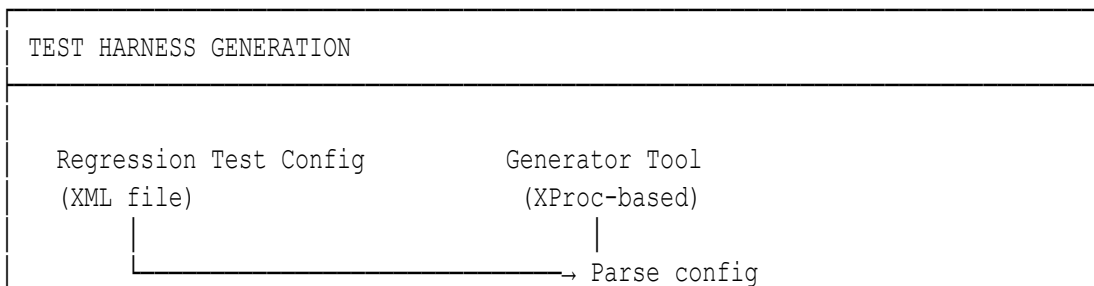 TEST HARNESS GENERATION
Regression Test Config Generator Tool
(XML file) (XProc-based)
→ Parse config